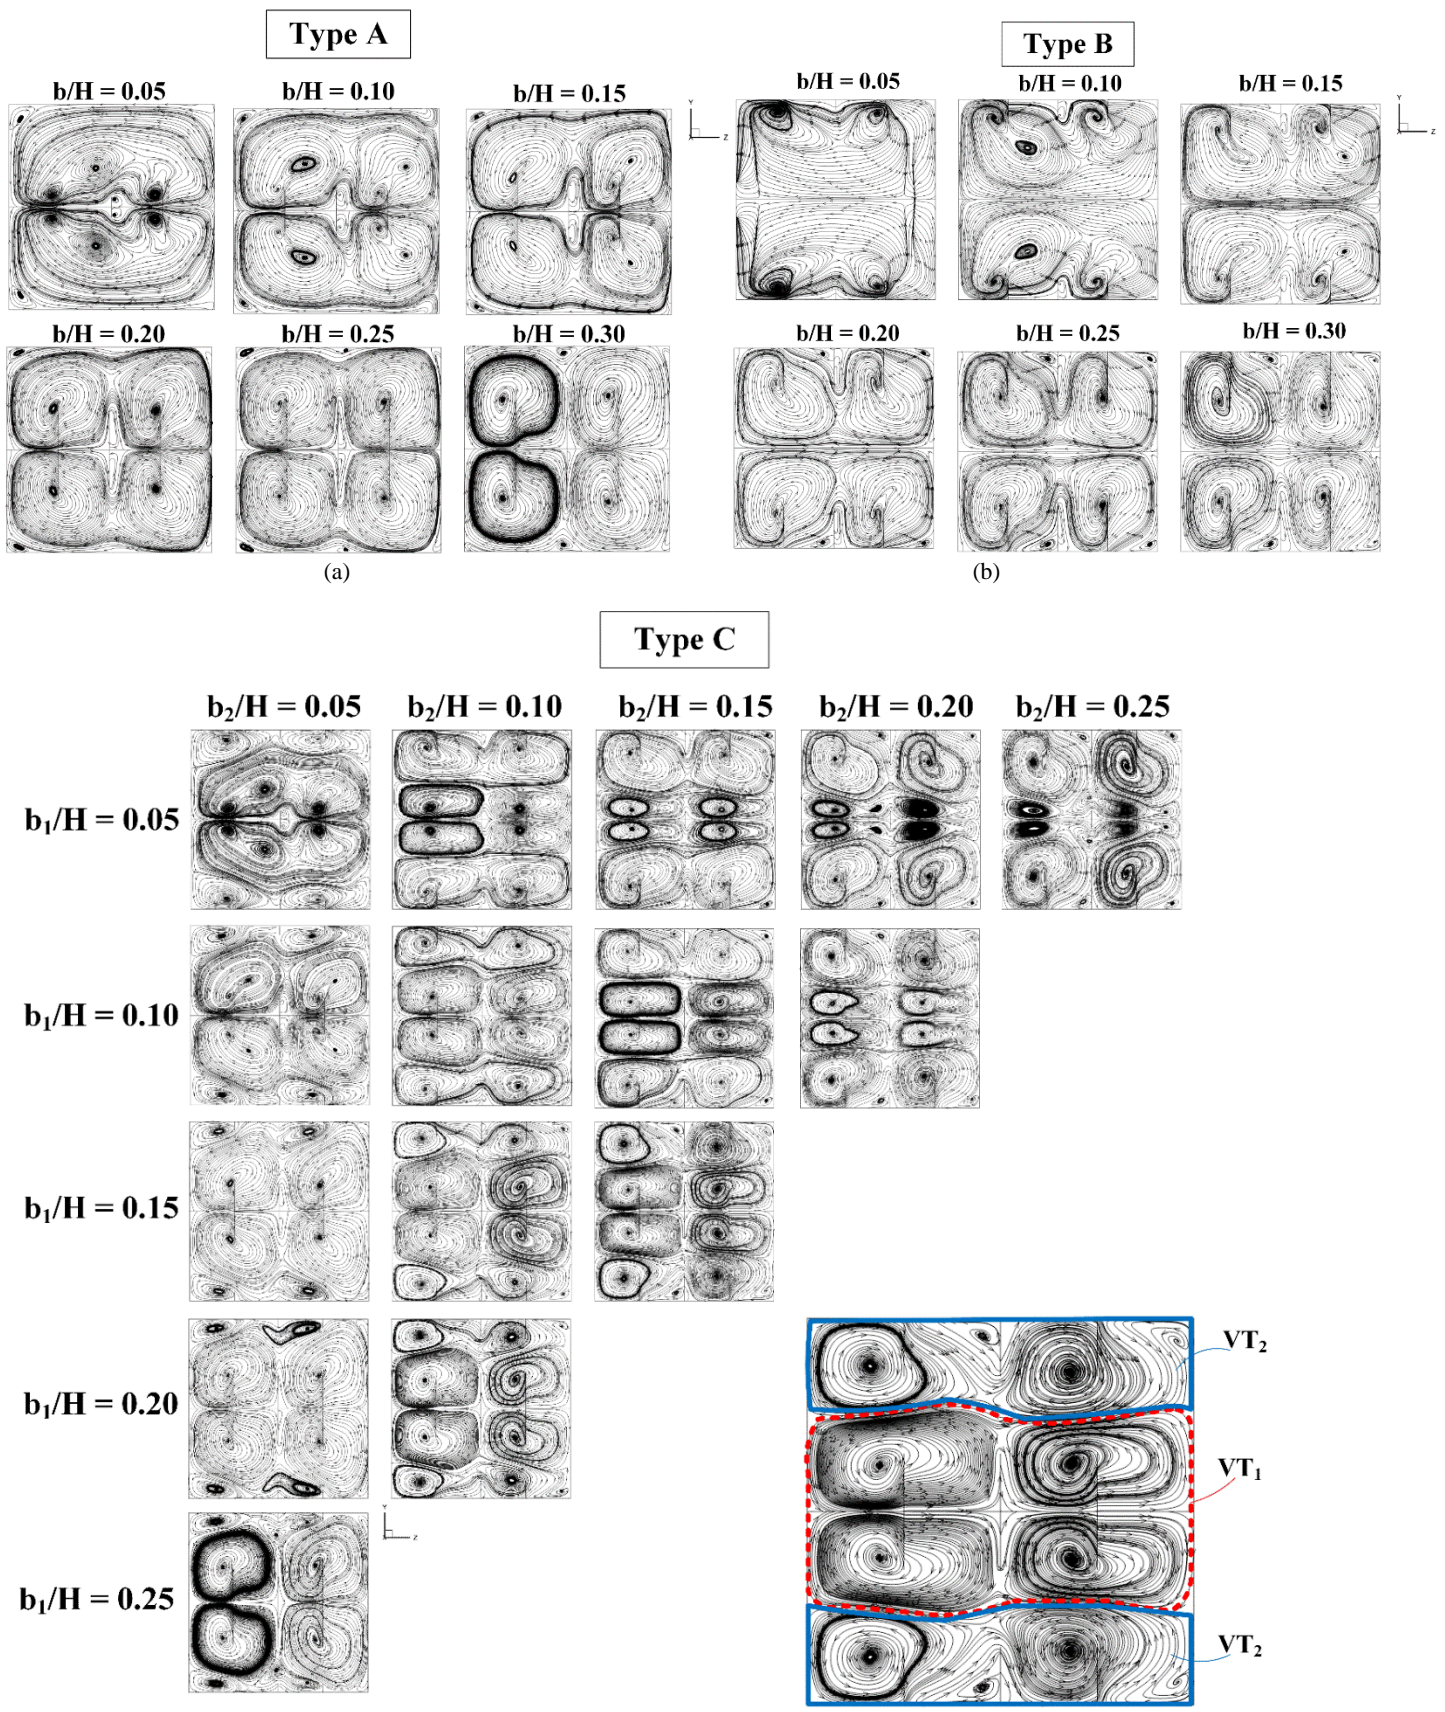 Type A
b/H = 0.05
b/H = 0.10
b/H = 0.15
Y
Z
b/H = 0.20
b/H = 0.25
b/H = 0.30
(a)
Type B
b/H = 0.05
b/H = 0.10
b/H = 0.15
Y
Z
b/H = 0.20
b/H = 0.25
b/H = 0.30
(b)
Type C
b₂/H = 0.05
b₂/H = 0.10
b₂/H = 0.15
b₂/H = 0.20
b₂/H = 0.25
b₁/H = 0.05
b₁/H = 0.10
b₁/H = 0.15
b₁/H = 0.20
b₁/H = 0.25
Y
Z
VT₂
VT₁
VT₂